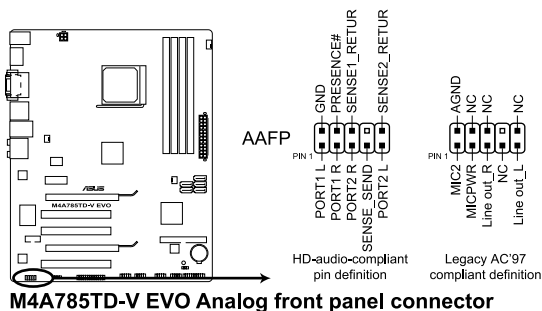 GND
PRESENCE#
SENSE1_RETUR
SENSE2_RETUR
AAFP
PIN 1
PORT1 L
PORT1 R
PORT2 R
SENSE_SEND
PORT2 L
HD-audio-compliant
pin definition
AGND
NC
NC
NC
PIN 1
MIC2
MICPWR
Line out_R
NC
Line out_L
Legacy AC'97
compliant definition
ASUS
M4A785TD-V EVO
M4A785TD-V EVO Analog front panel connector